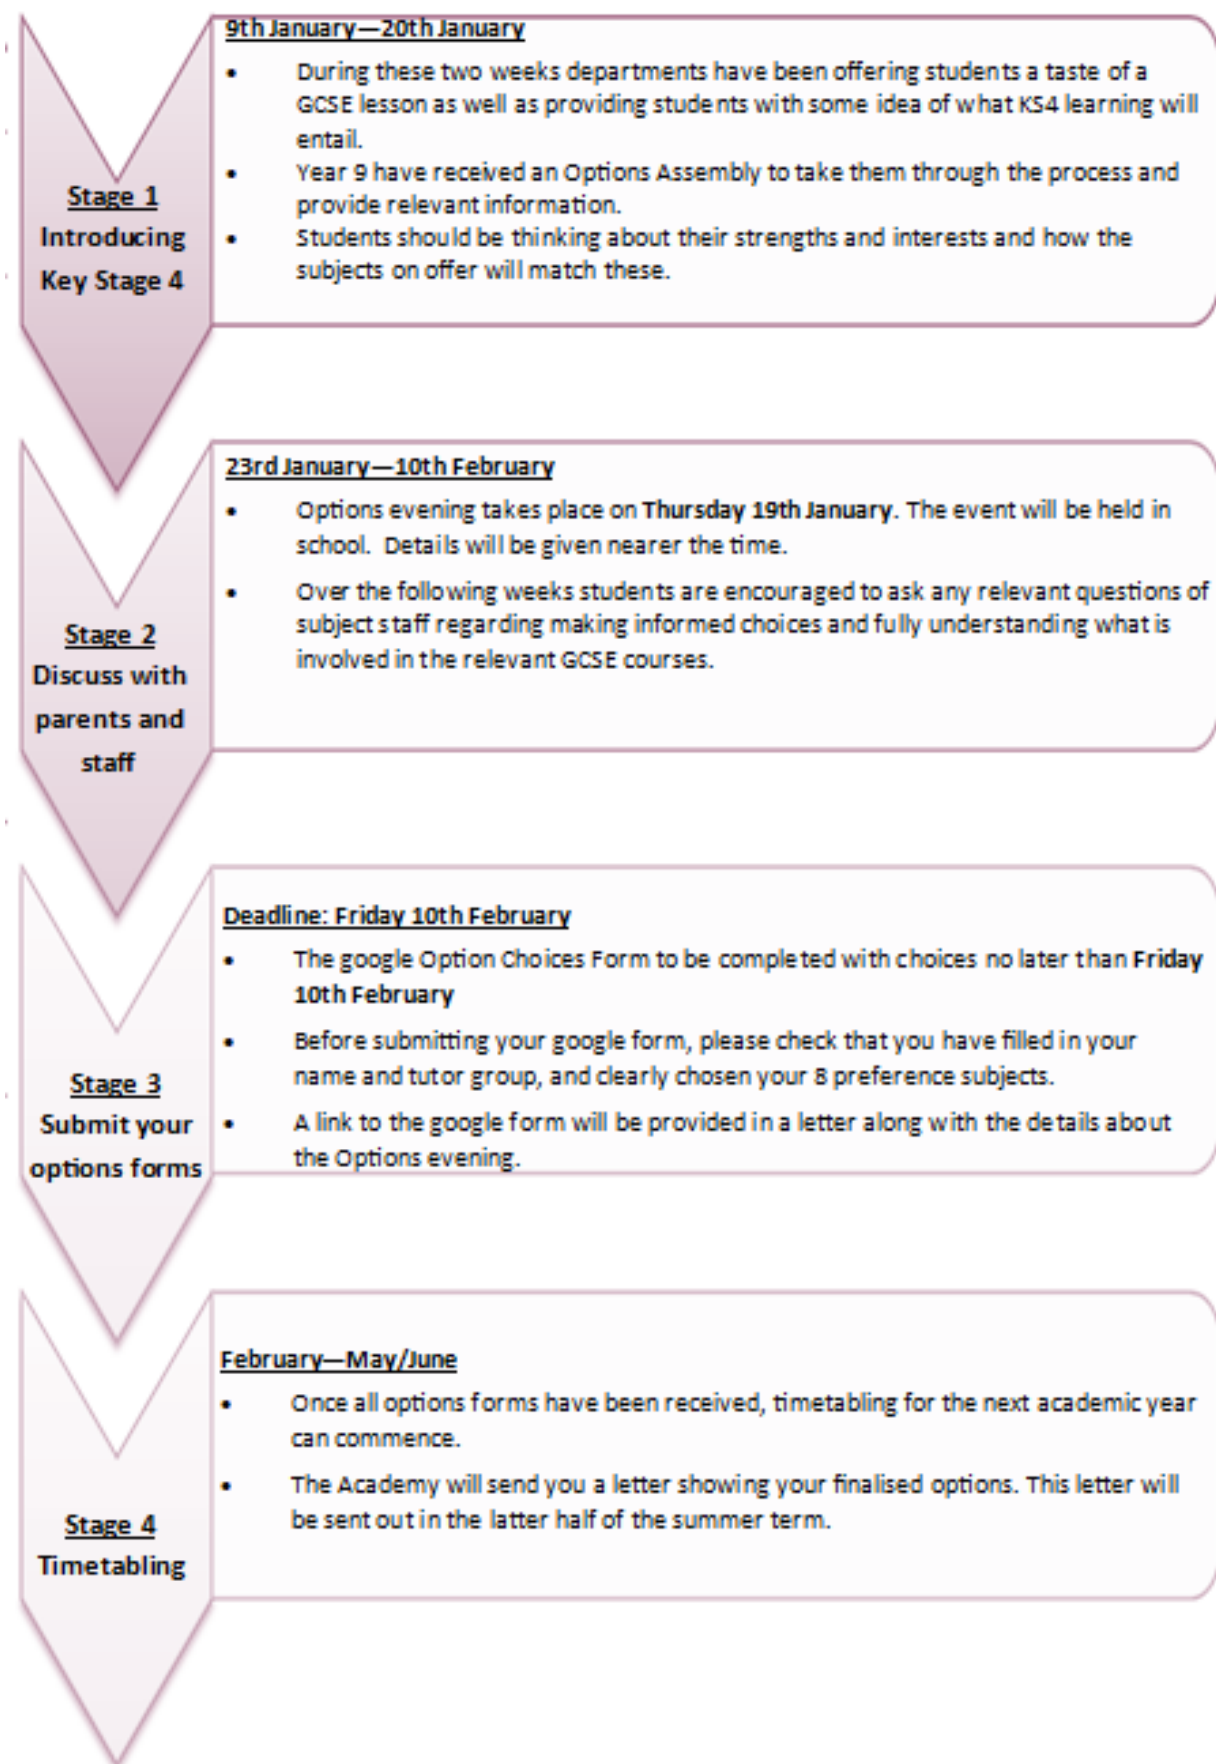 9th January—20th January
• During these two weeks departments have been offering students a taste of a
GCSE lesson as well as providing students with some idea of what KS4 learning will
entail.
• Year 9 have received an Options Assembly to take them through the process and
provide relevant information.
• Students should be thinking about their strengths and interests and how the
subjects on offer will match these.
Stage 1
Introducing
Key Stage 4
23rd January—10th February
• Options evening takes place on Thursday 19th January. The event will be held in
school. Details will be given nearer the time.
• Over the following weeks students are encouraged to ask any relevant questions of
subject staff regarding making informed choices and fully understanding what is
involved in the relevant GCSE courses.
Stage 2
Discuss with
parents and
staff
Deadline: Friday 10th February
• The google Option Choices Form to be completed with choices no later than Friday
10th February
• Before submitting your google form, please check that you have filled in your
name and tutor group, and clearly chosen your 8 preference subjects.
• A link to the google form will be provided in a letter along with the details about
the Options evening.
Stage 3
Submit your
options forms
February—May/June
• Once all options forms have been received, timetabling for the next academic year
can commence.
• The Academy will send you a letter showing your finalised options. This letter will
be sent out in the latter half of the summer term.
Stage 4
Timetabling